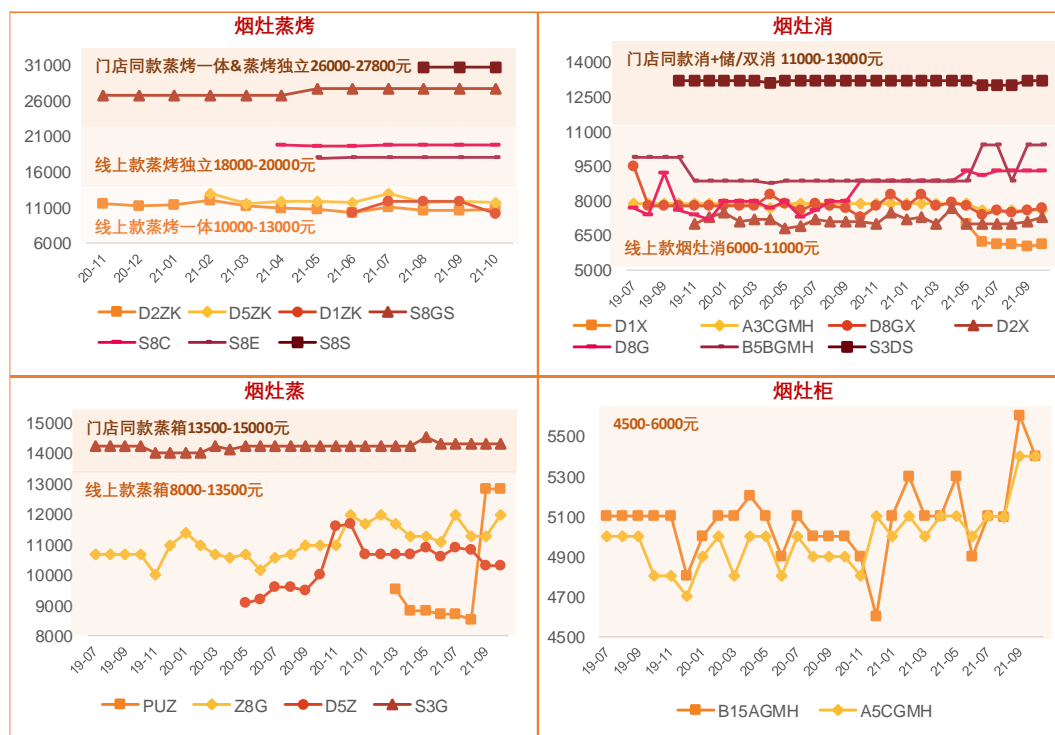 烟灶蒸烤
31000
26000
21000
16000
11000
6000
门店同款蒸烤一体&蒸烤独立26000-27800元
线上款蒸烤独立18000-20000元
线上款蒸烤一体10000-13000元
20-11
20-12
21-01
21-02
21-03
21-04
21-05
21-06
21-07
21-08
21-09
21-10
D2ZK
D5ZK
D1ZK
S8GS
S8C
S8E
S8S
烟灶消
14000
12500
11000
9500
8000
6500
5000
门店同款消+储/双消 11000-13000元
线上款烟灶消6000-11000元
19-07
19-09
19-11
20-01
20-03
20-05
20-07
20-09
20-11
21-01
21-03
21-05
21-07
21-09
D1X
A3CGMH
D8GX
D2X
D8G
B5BGMH
S3DS
烟灶蒸
15000
14000
13000
12000
11000
10000
9000
8000
门店同款蒸箱13500-15000元
线上款蒸箱8000-13500元
19-07
19-09
19-11
20-01
20-03
20-05
20-07
20-09
20-11
21-01
21-03
21-05
21-07
21-09
PUZ
Z8G
D5Z
S3G
烟灶柜
5500
5300
5100
4900
4700
4500
4500-6000元
19-07
19-09
19-11
20-01
20-03
20-05
20-07
20-09
20-11
21-01
21-03
21-05
21-07
21-09
B15AGMH
A5CGMH